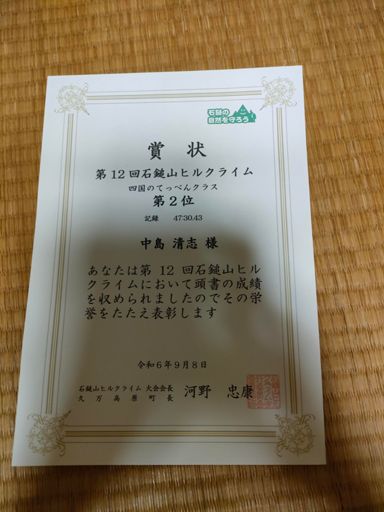 石鎚の
自然を守ろう
賞状
第12回石鎚山ヒルクライム
四国のてっぺんクラス
第2位
記録 47:30.43
中島 清志 様
あなたは第 12 回石鎚山ヒル
クライムにおいて頭書の成績
を収められましたのでその栄
誉をたたえ表彰します
令和6年9月8日
石鎚山ヒルクライム 大会会長
久万高原町長 河野 忠康